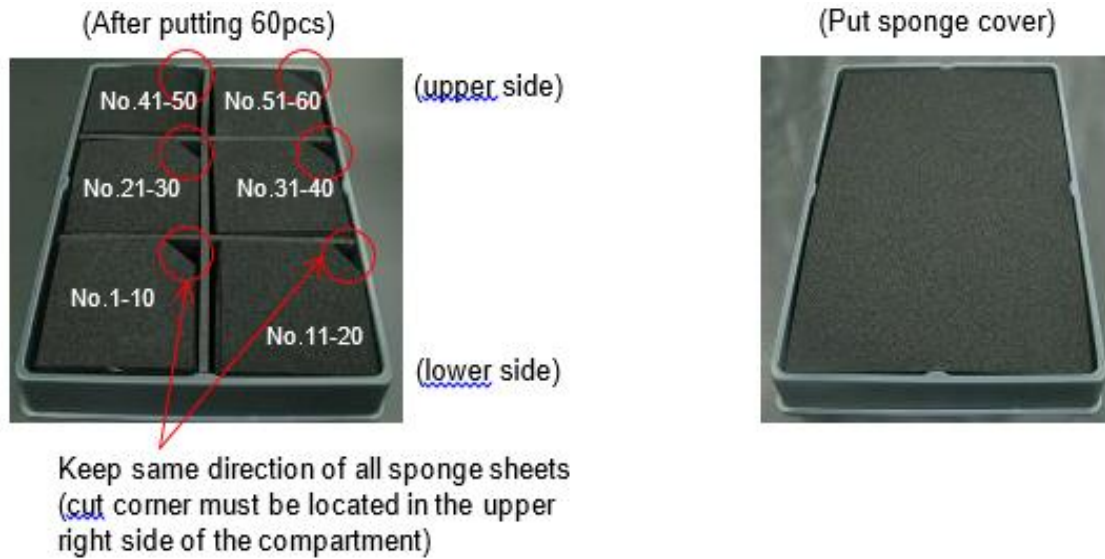 (After putting 60pcs)
(Put sponge cover)
No.41-50
No.51-60
(upper side)
No.21-30
No.31-40
No.1-10
No.11-20
(lower side)
Keep same direction of all sponge sheets
(cut corner must be located in the upper
right side of the compartment)